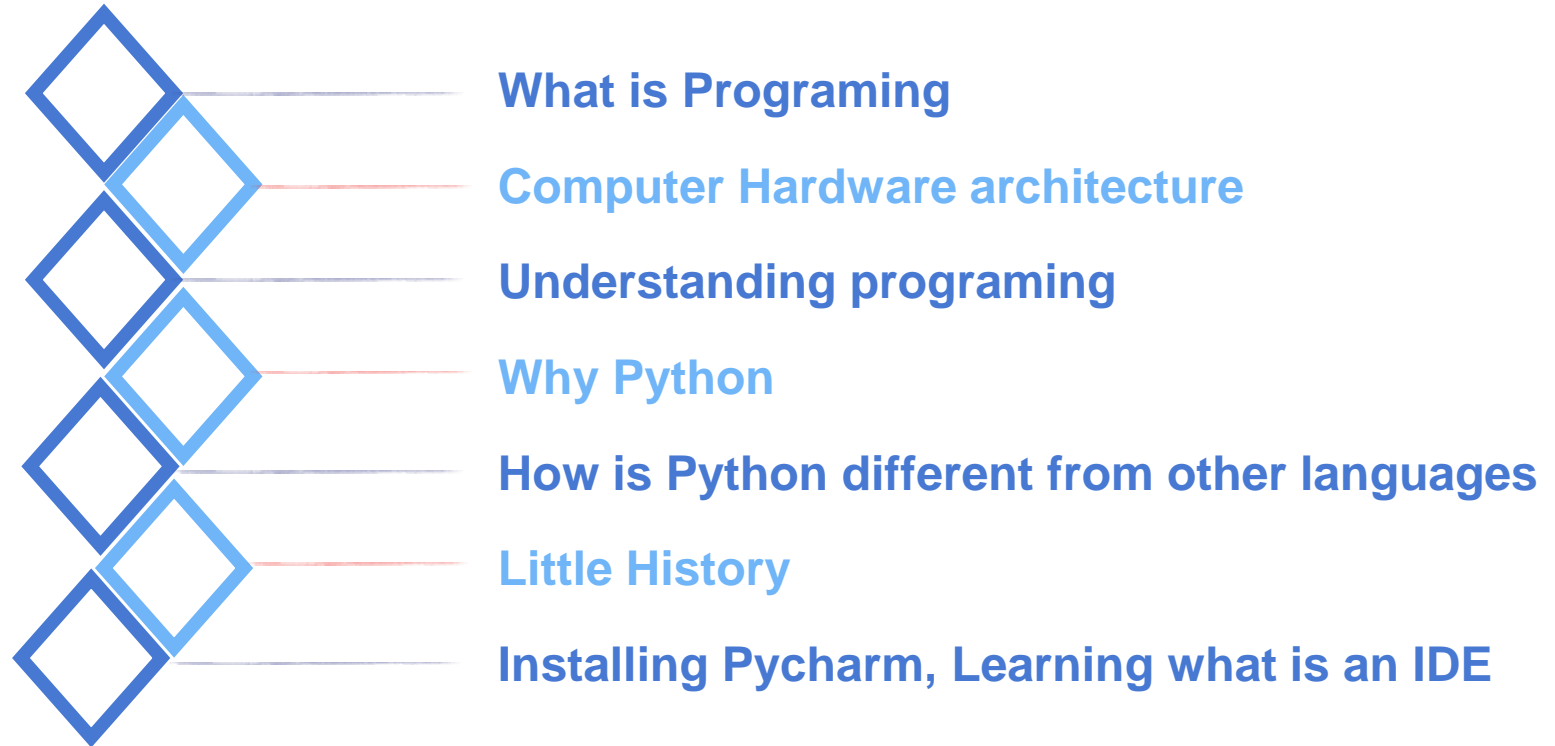 What is Programing
Computer Hardware architecture
Understanding programing
Why Python
How is Python different from other languages
Little History
Installing Pycharm, Learning what is an IDE